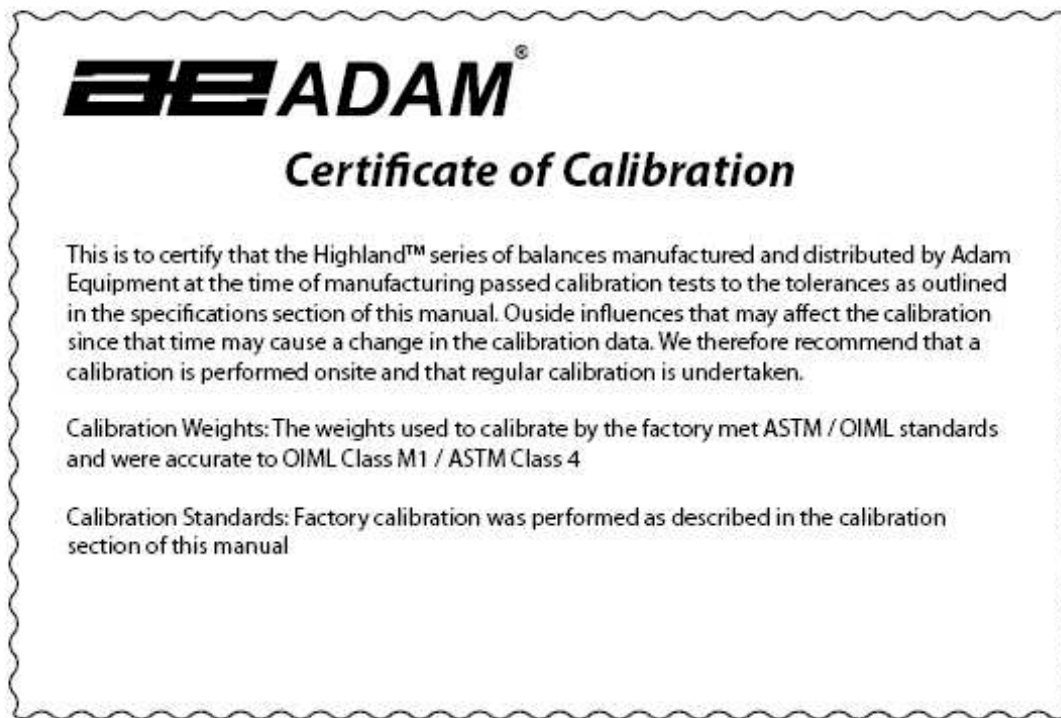 ae ADAM®
Certificate of Calibration
This is to certify that the Highland™ series of balances manufactured and distributed by Adam
Equipment at the time of manufacturing passed calibration tests to the tolerances as outlined
in the specifications section of this manual. Ouside influences that may affect the calibration
since that time may cause a change in the calibration data. We therefore recommend that a
calibration is performed onsite and that regular calibration is undertaken.
Calibration Weights: The weights used to calibrate by the factory met ASTM / OIML standards
and were accurate to OIML Class M1 / ASTM Class 4
Calibration Standards: Factory calibration was performed as described in the calibration
section of this manual